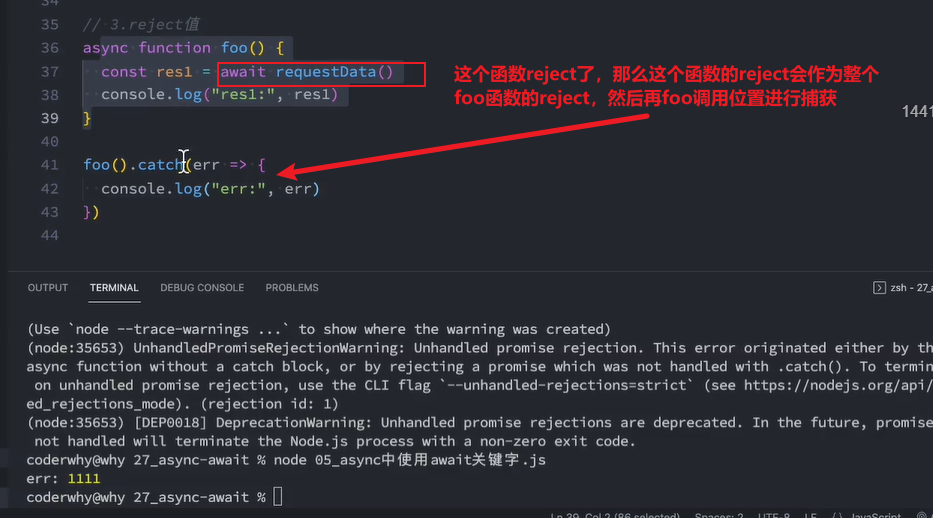 34
35 // 3.reject值
36 async function foo() {
37 const res1 = await requestData()
38 console.log("res1:", res1)
39 }
这个函数reject了，那么这个函数的reject会作为整个
foo函数的reject，然后再foo调用位置进行捕获
1441
40
41 foo().catch(err => {
42 console.log("err:", err)
43 })
44
OUTPUT TERMINAL DEBUG CONSOLE PROBLEMS zsh - 27_
(Use `node --trace-warnings ...` to show where the warning was created)
(node:35653) UnhandledPromiseRejectionWarning: Unhandled promise rejection. This error originated either by th
async function without a catch block, or by rejecting a promise which was not handled with .catch(). To termin
on unhandled promise rejection, use the CLI flag `--unhandled-rejections=strict` (see https://nodejs.org/api/
ed_rejections_mode). (rejection id: 1)
(node:35653) [DEP0018] DeprecationWarning: Unhandled promise rejections are deprecated. In the future, promise
not handled will terminate the Node.js process with a non-zero exit code.
coderwhy@why 27_async-await % node 05_async中使用await关键字.js
err: 1111
coderwhy@why 27_async-await %
Ln 39, Col 2 (86 selected) Spaces: 2 UTF-8 LF {} JavaScript